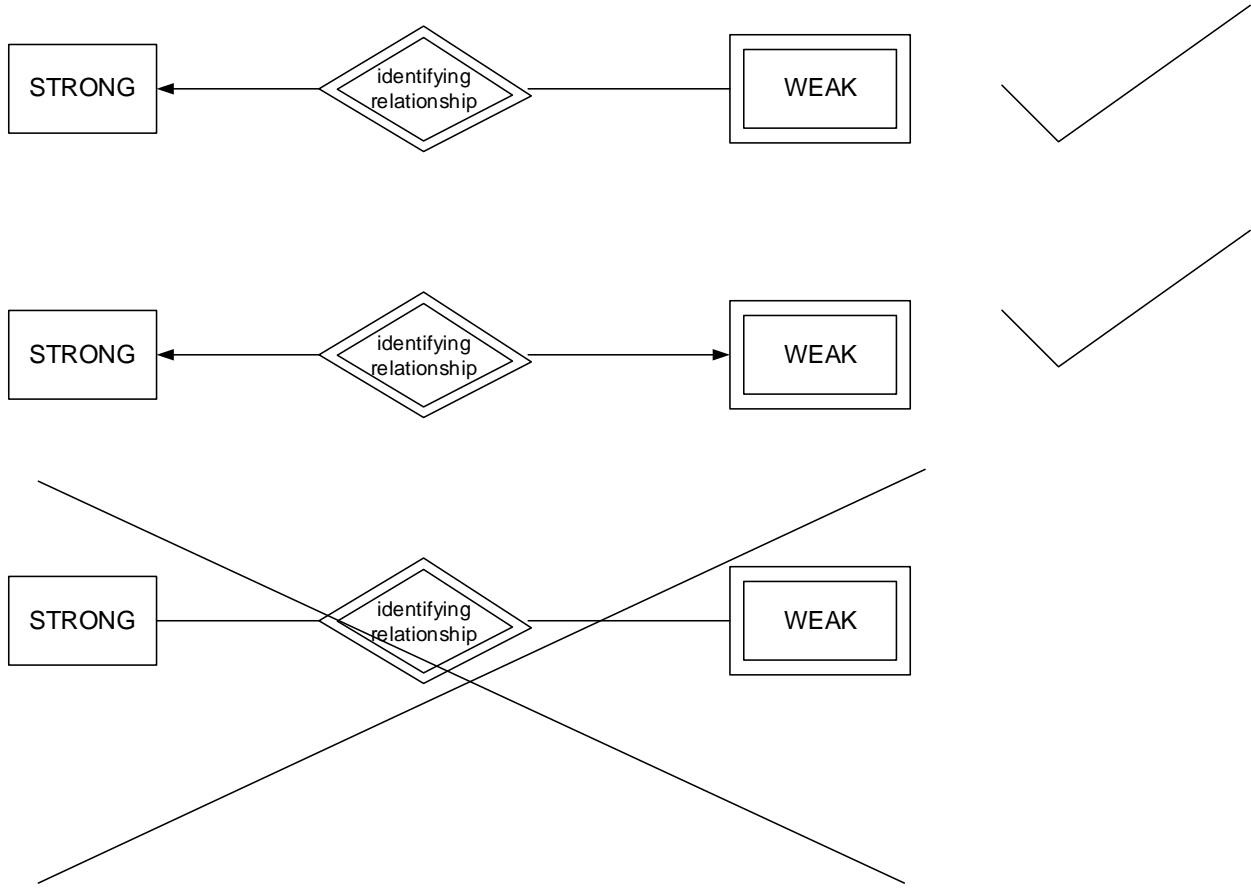 STRONG
identifying
relationship
WEAK
STRONG
identifying
relationship
WEAK
STRONG
identifying
relationship
WEAK